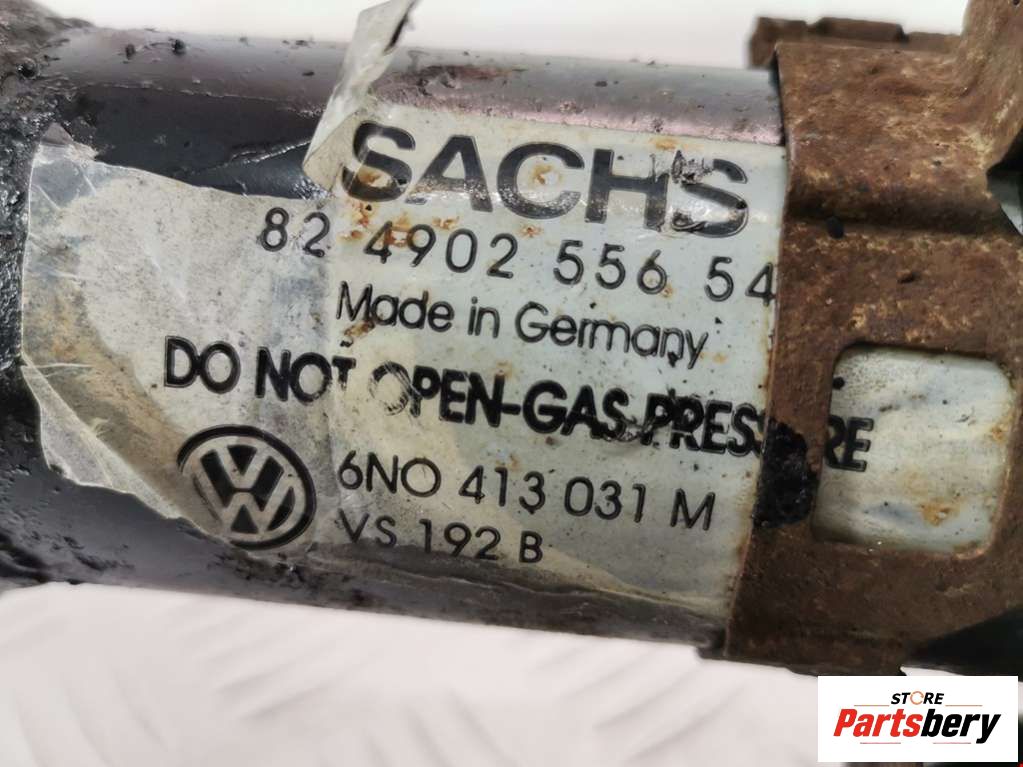 SACHS
82 4902 556 54
Made in Germany
DO NOT OPEN-GAS-PRESSURE
6N0 413 031 M
VS 192 B
STORE
Partsbery